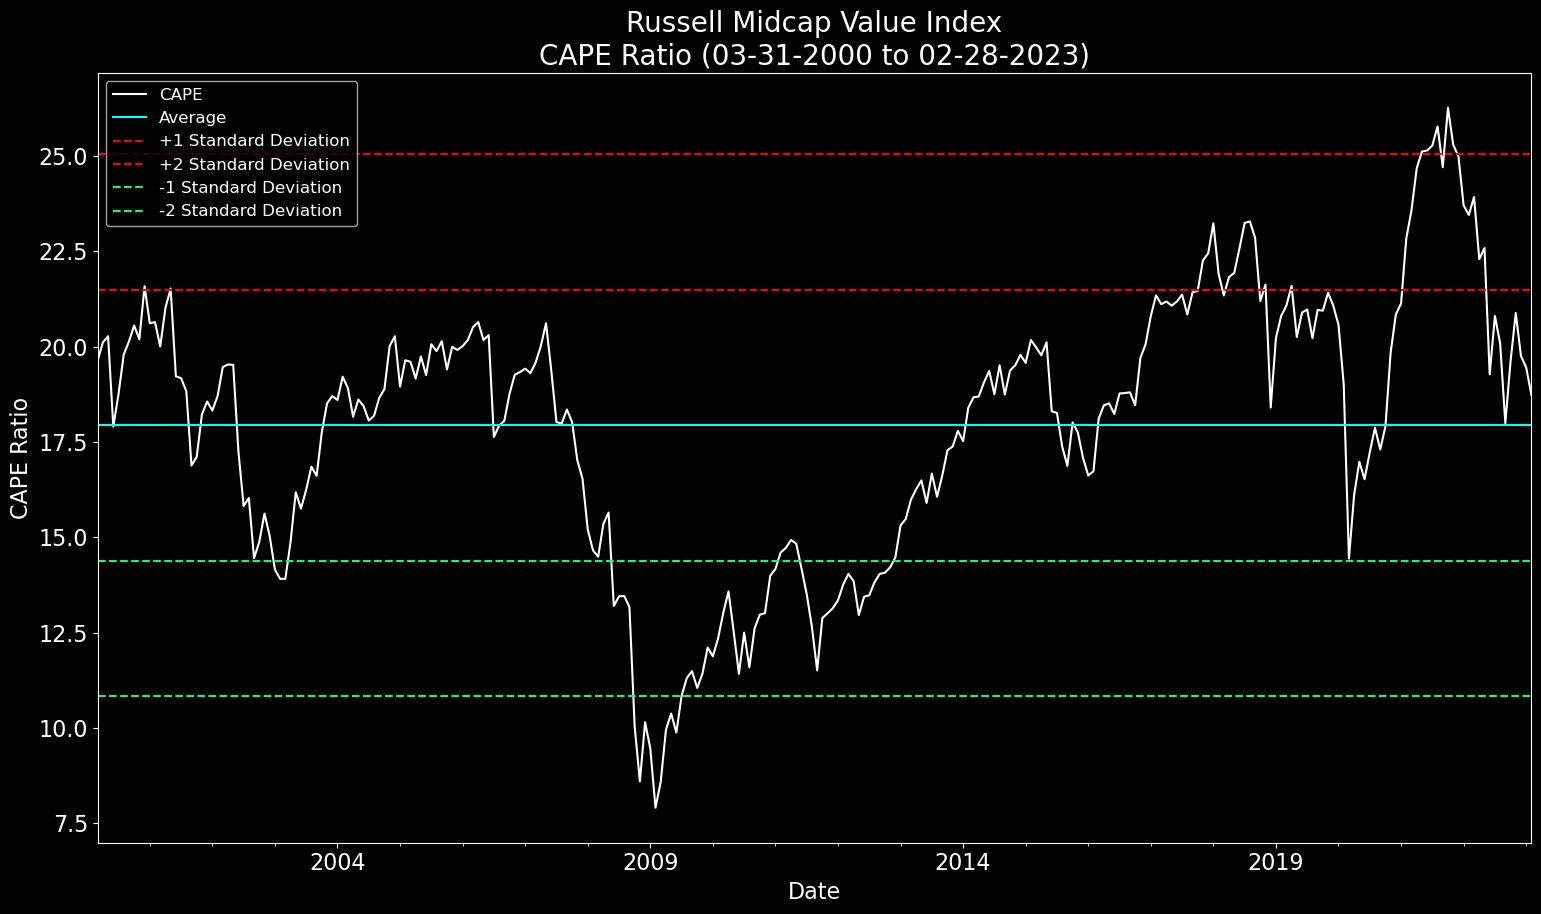 Russell Midcap Value Index
CAPE Ratio (03-31-2000 to 02-28-2023)
CAPE
Average
+1 Standard Deviation
+2 Standard Deviation
-1 Standard Deviation
-2 Standard Deviation
25.0
22.5
20.0
17.5
15.0
12.5
10.0
7.5
CAPE Ratio
2004
2009
2014
2019
Date